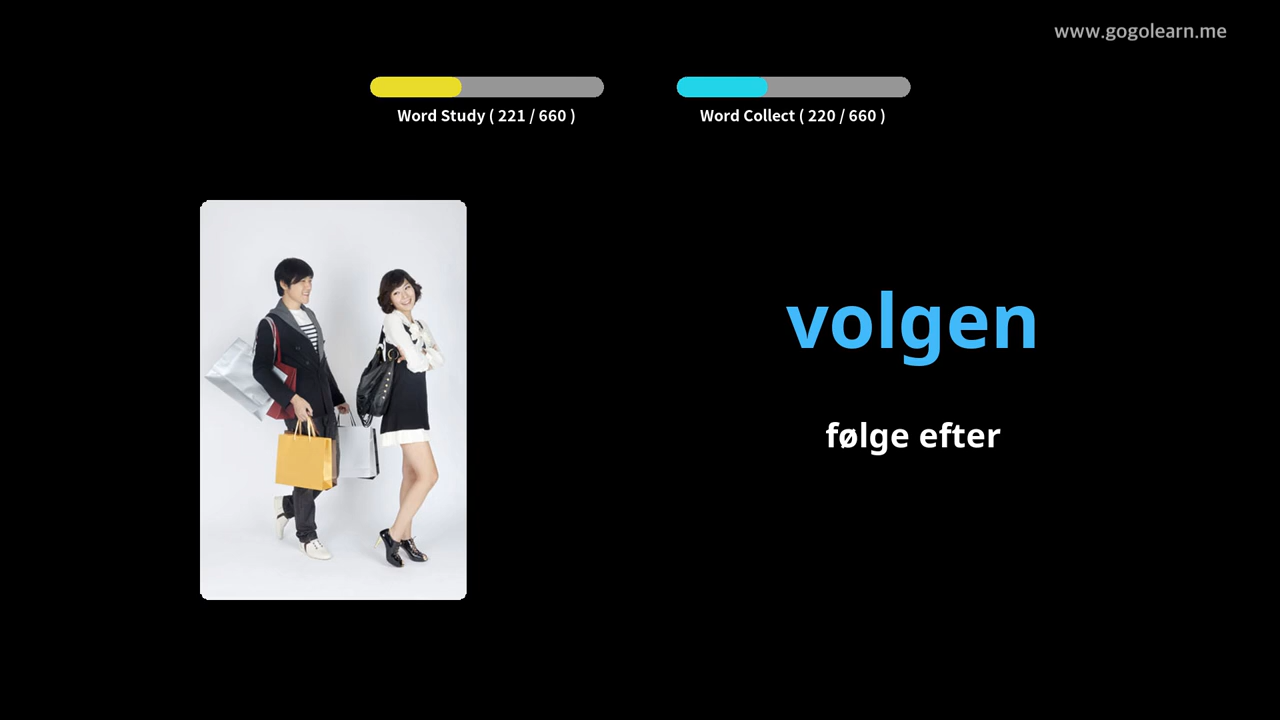 www.gogolearn.me
Word Study ( 221 / 660 )
Word Collect ( 220 / 660 )
volgen
følge efter